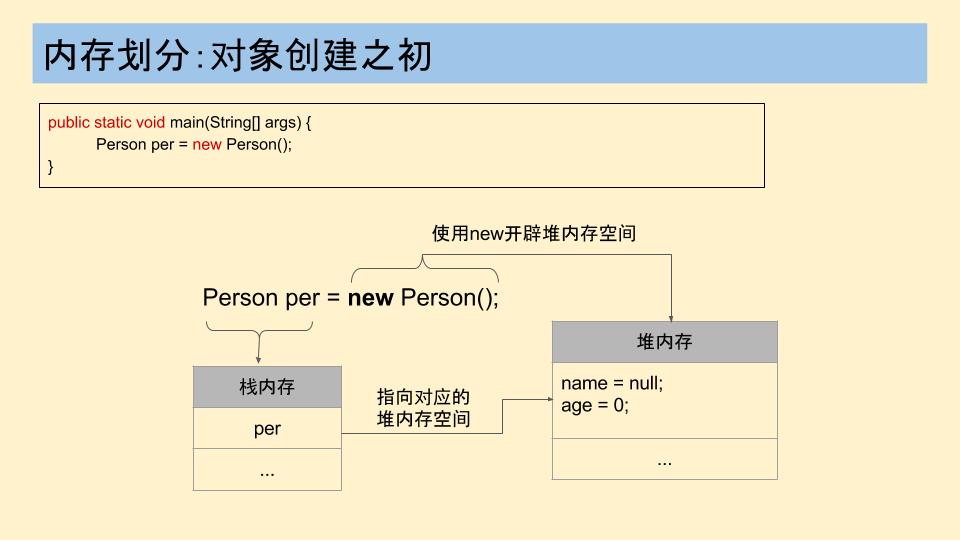 内存划分:对象创建之初
public static void main(String[] args) {
Person per = new Person();
}
使用new开辟堆内存空间
Person per = new Person();
堆内存
栈内存
name = null;
age = 0;
指向对应的
堆内存空间
per
...
...